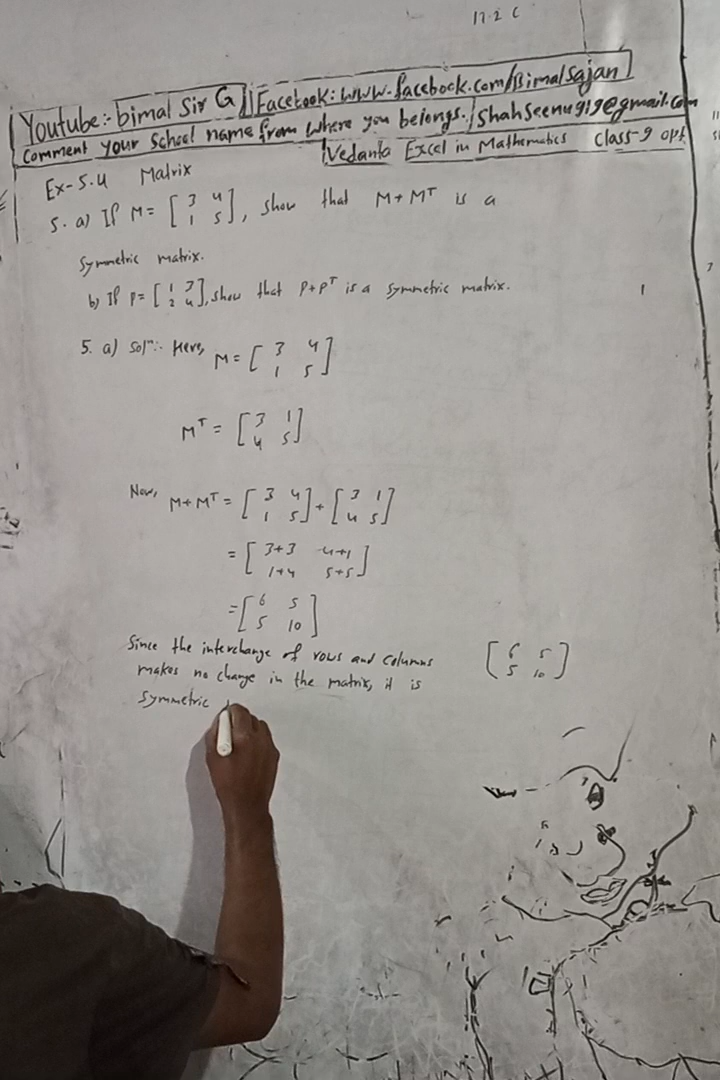 17.2 C
Youtube:- bimal Sir G Facebook: www.facebook.com/Bimalsajan
Comment your School name from where you belongs. shahseenu919@gmail.com
Vedanta Excel in Mathematics Class-9 opt
Ex-5.4 Matrix
5. a) If M = [3 4
1 5], show that M+M^T is a
symmetric matrix.
b) If P = [1 3
2 4], show that P+P^T is a symmetric matrix.
5. a) Solⁿ:- Here, M = [3 4
1 5]
M^T = [3 1
4 5]
Now, M+M^T = [3 4
1 5] + [3 1
4 5]
= [3+3 4+1
1+4 5+5]
= [6 5
5 10]
Since the interchange of rows and columns
makes no change in the matrix, it is
symmetric
[6 5
5 10]